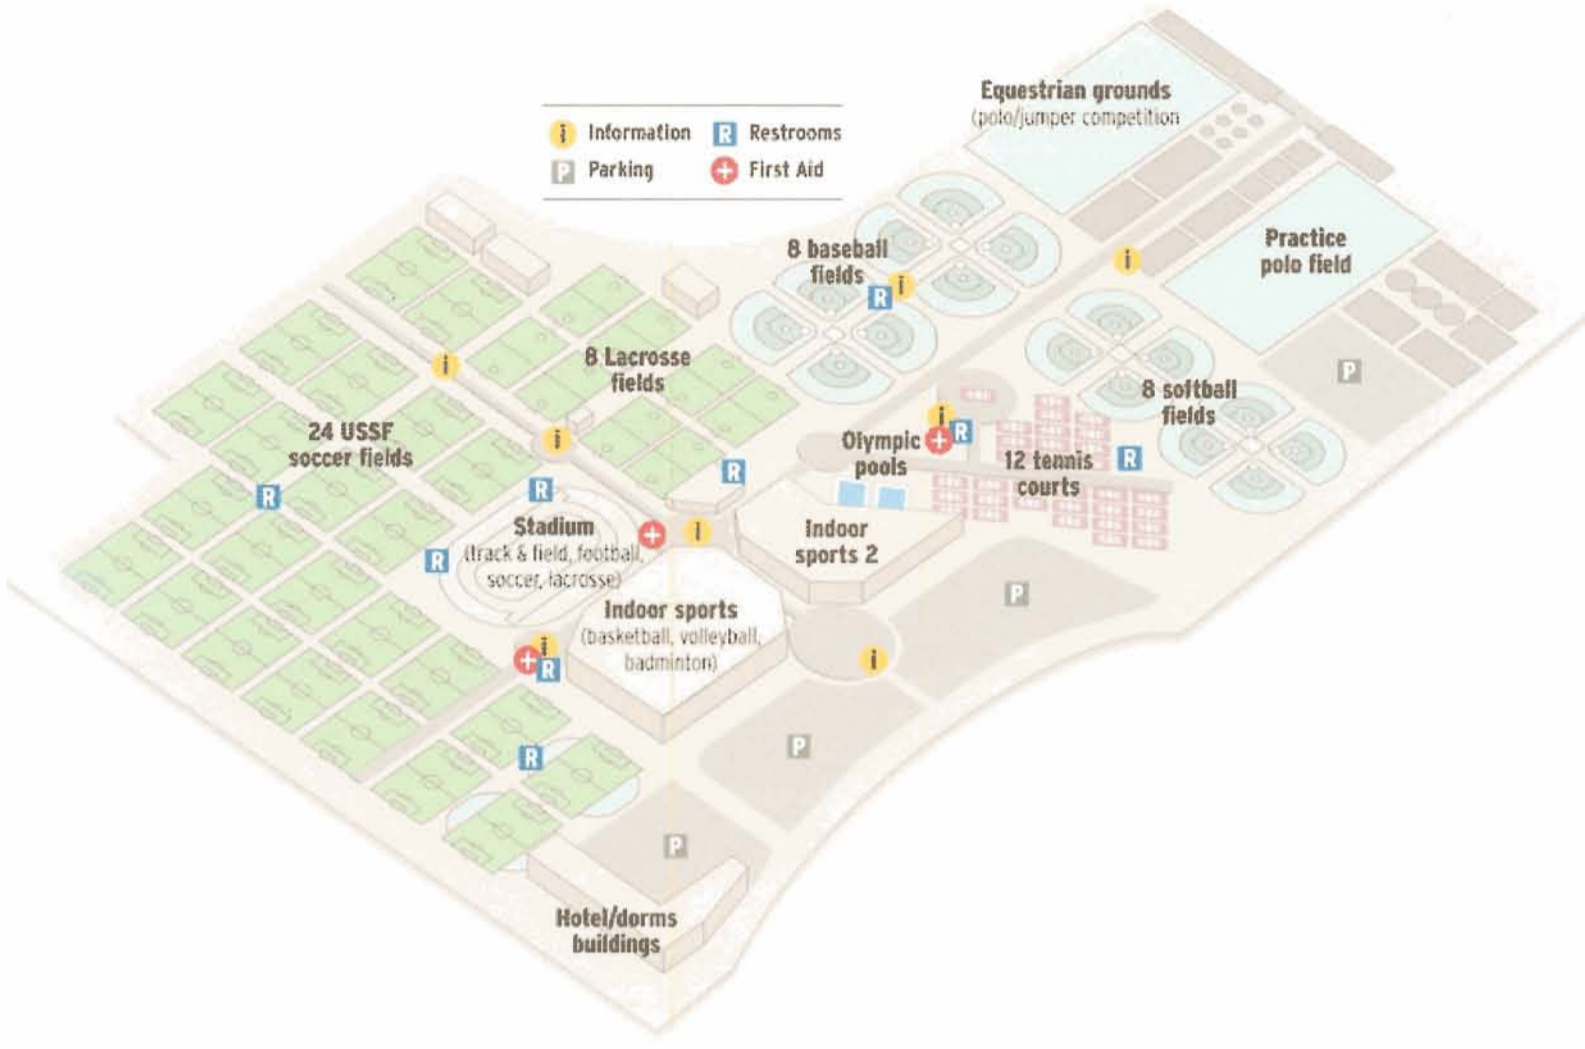 Equestrian grounds
(polo/jumper competition
i Information
R Restrooms
P Parking
+ First Aid
8 baseball
fields
R
i
i
Practice
polo field
P
8 Lacrosse
fields
i
i
8 softball
fields
24 USSF
soccer fields
R
Olympic
pools
i
+
R
12 tennis
courts
R
R
R
Stadium
(track & field, football,
soccer, lacrosse)
R
+
i
Indoor
sports 2
P
Indoor sports
(basketball, volleyball,
badminton)
i
+
R
i
R
P
P
Hotel/dorms
buildings